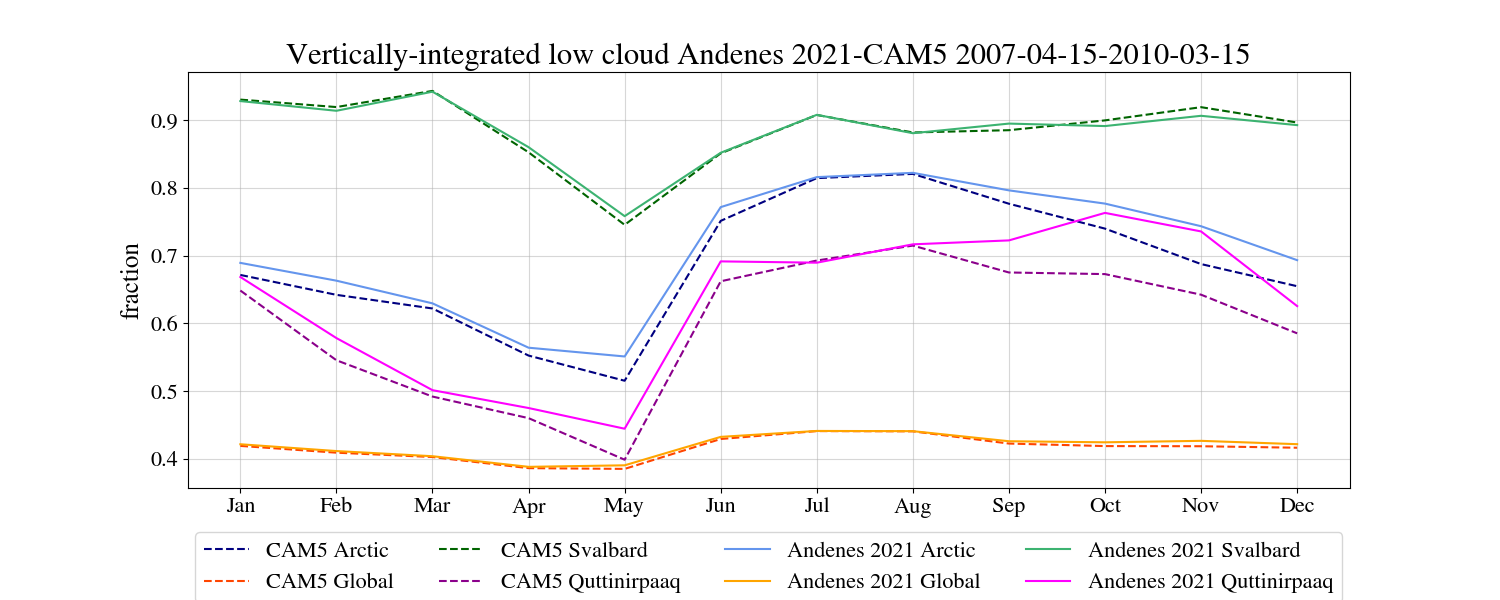 Vertically-integrated low cloud Andenes 2021-CAM5 2007-04-15-2010-03-15
fraction
0.9
0.8
0.7
0.6
0.5
0.4
Jan Feb Mar Apr May Jun Jul Aug Sep Oct Nov Dec
CAM5 Arctic CAM5 Svalbard Andenes 2021 Arctic Andenes 2021 Svalbard
CAM5 Global CAM5 Quttinirpaaq Andenes 2021 Global Andenes 2021 Quttinirpaaq